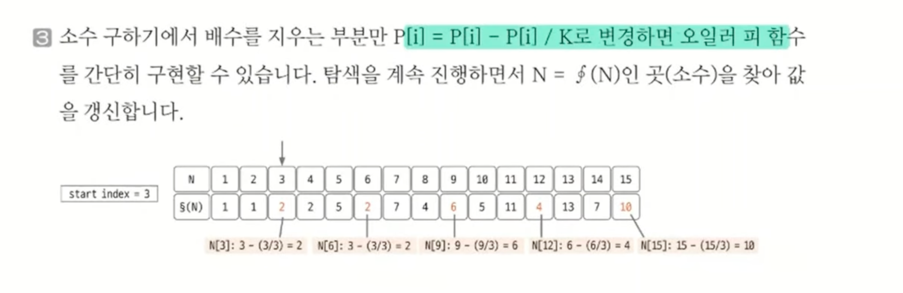 3 소수 구하기에서 배수를 지우는 부분만 P[i] = P[i] - P[i] / K로 변경하면 오일러 피 함수
를 간단히 구현할 수 있습니다. 탐색을 계속 진행하면서 N = ∮(N)인 곳(소수)을 찾아 값
을 갱신합니다.
start index = 3
N 1 2 3 4 5 6 7 8 9 10 11 12 13 14 15
§(N) 1 1 2 2 5 2 7 4 6 5 11 4 13 7 10
N[3]: 3 - (3/3) = 2 N[6]: 3 - (3/3) = 2 N[9]: 9 - (9/3) = 6 N[12]: 6 - (6/3) = 4 N[15]: 15 - (15/3) = 10